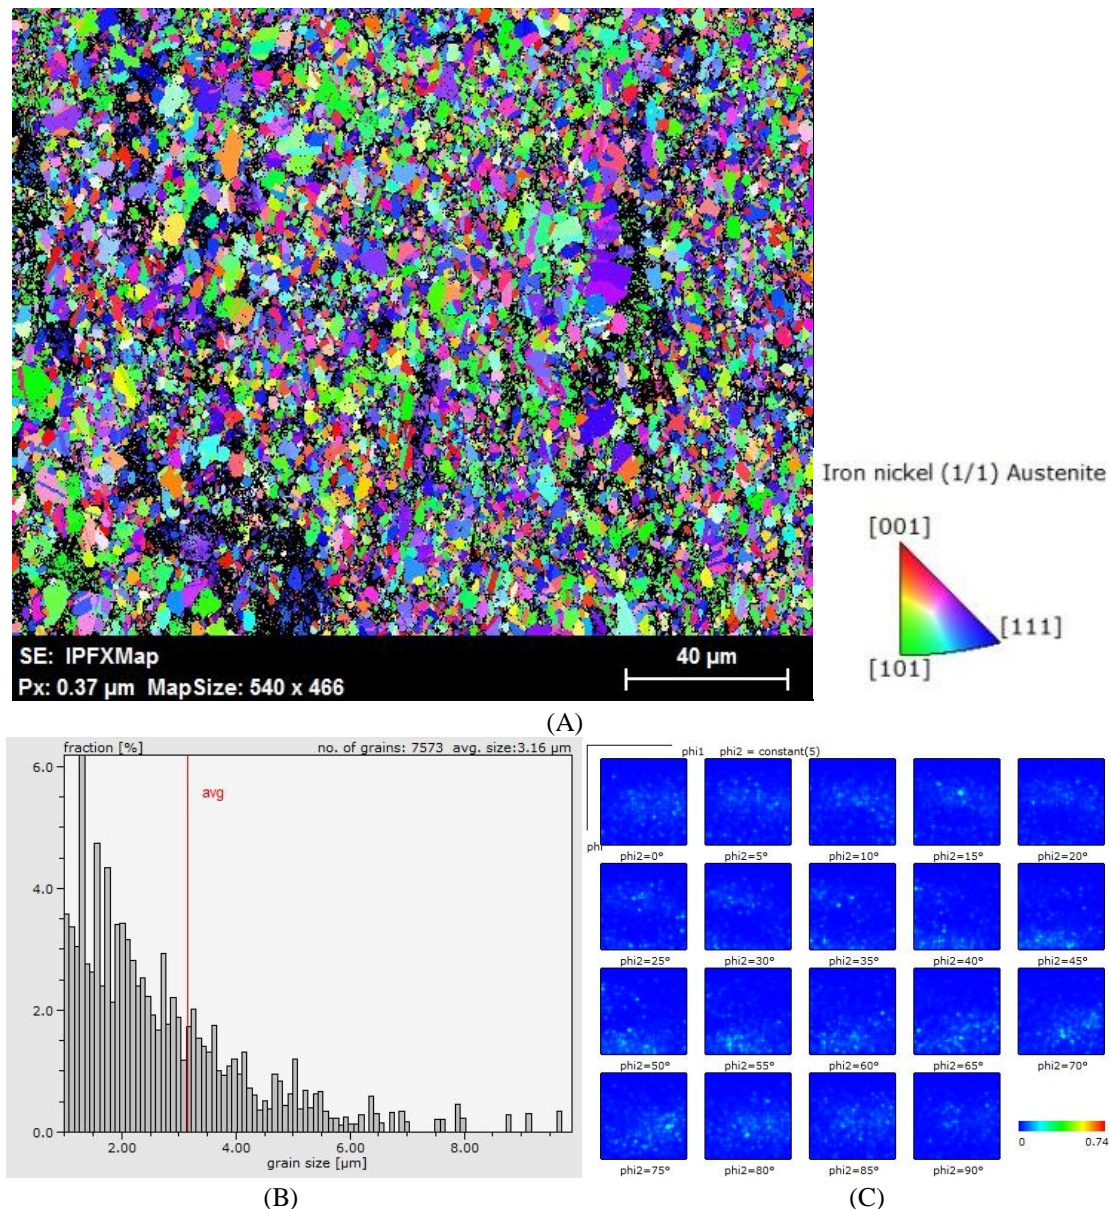 Iron nickel (1/1) Austenite
[001]
[111]
[101]
SE: IPFXMap
Px: 0.37 µm MapSize: 540 x 466
40 µm
(A)
fraction [%]
no. of grains: 7573 avg. size:3.16 µm
avg
6.0
4.0
2.0
0.0
2.00 4.00 6.00 8.00
grain size [µm]
(B)
phi1 phi2 = constant(5)
phi2=0° phi2=5° phi2=10° phi2=15° phi2=20°
phi2=25° phi2=30° phi2=35° phi2=40° phi2=45°
phi2=50° phi2=55° phi2=60° phi2=65° phi2=70°
phi2=75° phi2=80° phi2=85° phi2=90°
0 0.74
(C)